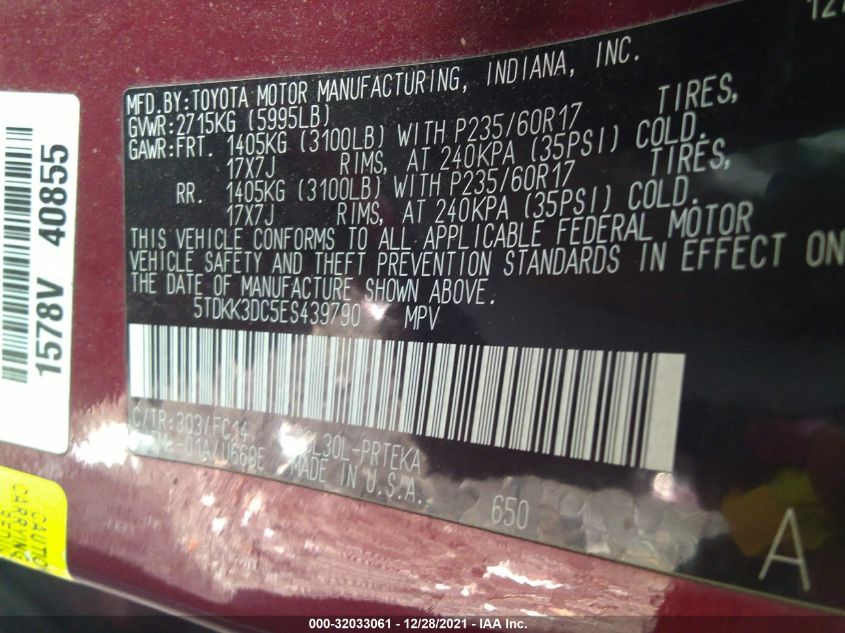 MFD.BY:TOYOTA MOTOR MANUFACTURING, INDIANA, INC.
GVWR:2715KG (5995LB)
GAWR:FRT. 1405KG (3100LB) WITH P235/60R17 TIRES,
17X7J RIMS, AT 240KPA (35PSI) COLD.
RR. 1405KG (3100LB) WITH P235/60R17 TIRES,
17X7J RIMS, AT 240KPA (35PSI) COLD.
THIS VEHICLE CONFORMS TO ALL APPLICABLE FEDERAL MOTOR
VEHICLE SAFETY AND THEFT PREVENTION STANDARDS IN EFFECT ON
THE DATE OF MANUFACTURE SHOWN ABOVE.
5TDKK3DC5ES439790 MPV
C/TR:3Q3/FC14
L30L-PRTEKA
MADE IN U.S.A.
650
A
1578V 40855
CAUTIO
CARRYING
000-32033061 - 12/28/2021 - IAA Inc.